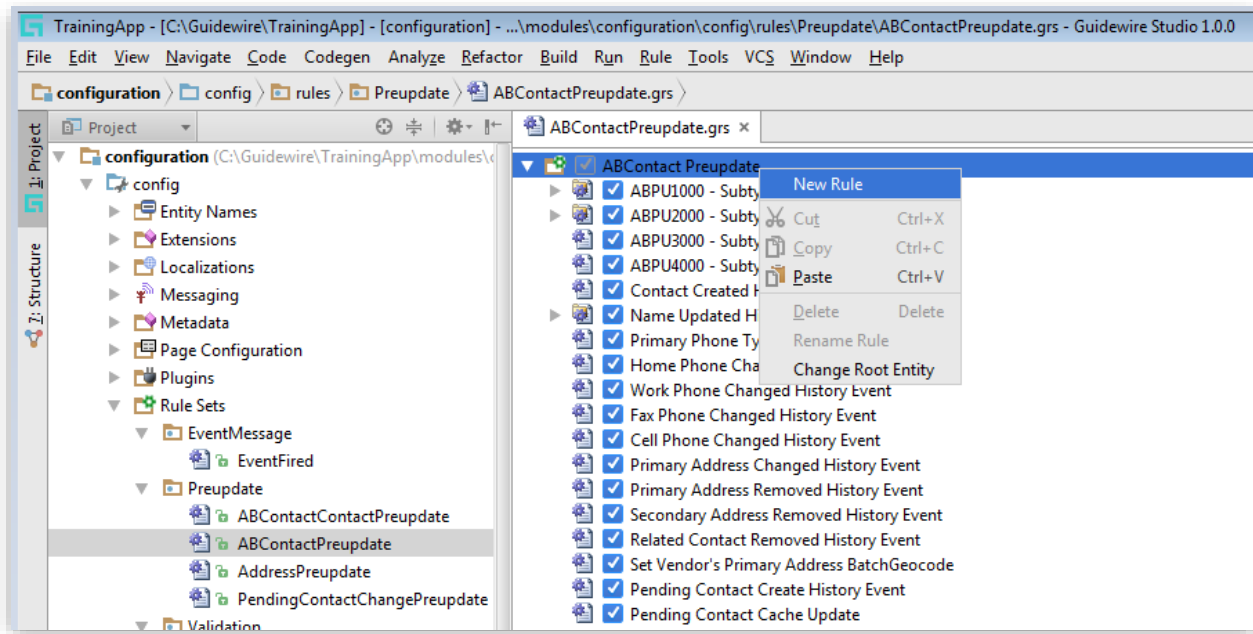 TrainingApp - [C:\Guidewire\TrainingApp] - [configuration] - ...\modules\configuration\config\rules\Preupdate\ABContactPreupdate.grs - Guidewire Studio 1.0.0
File Edit View Navigate Code Codegen Analyze Refactor Build Run Rule Tools VCS Window Help
configuration config rules Preupdate ABContactPreupdate.grs
1: Project
7: Structure
Project
configuration (C:\Guidewire\TrainingApp\modules\
config
Entity Names
Extensions
Localizations
Messaging
Metadata
Page Configuration
Plugins
Rule Sets
EventMessage
EventFired
Preupdate
ABContactContactPreupdate
ABContactPreupdate
AddressPreupdate
PendingContactChangePreupdate
Validation
ABContactPreupdate.grs
ABContact Preupdate
ABPU1000 - Subty
ABPU2000 - Subty
ABPU3000 - Subty
ABPU4000 - Subty
Contact Created H
Name Updated H
Primary Phone Ty
Home Phone Cha
Work Phone Changed History Event
Fax Phone Changed History Event
Cell Phone Changed History Event
Primary Address Changed History Event
Primary Address Removed History Event
Secondary Address Removed History Event
Related Contact Removed History Event
Set Vendor's Primary Address BatchGeocode
Pending Contact Create History Event
Pending Contact Cache Update
New Rule
Cut Ctrl+X
Copy Ctrl+C
Paste Ctrl+V
Delete Delete
Rename Rule
Change Root Entity